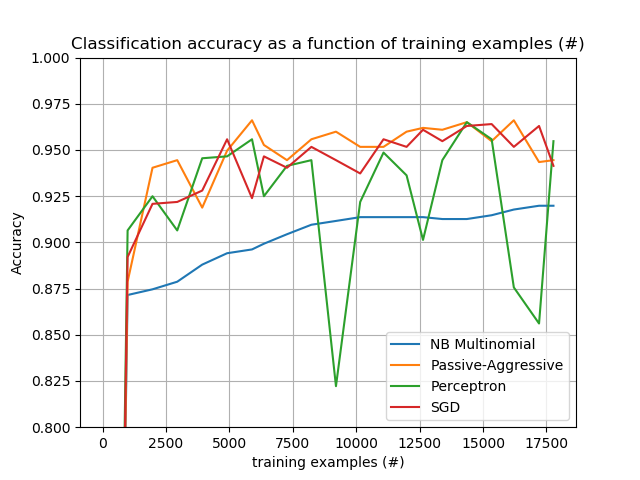 Classification accuracy as a function of training examples (#)
Accuracy
1.000
0.975
0.950
0.925
0.900
0.875
0.850
0.825
0.800
NB Multinomial
Passive-Aggressive
Perceptron
SGD
0 2500 5000 7500 10000 12500 15000 17500
training examples (#)